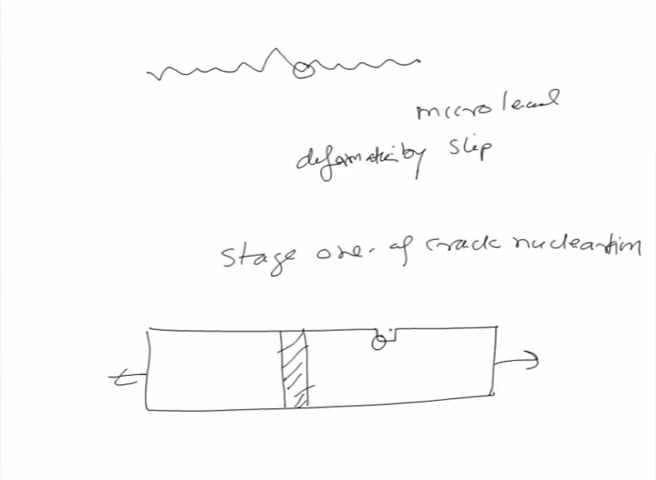 micro level
deformation by slip
stage one of crack nucleation